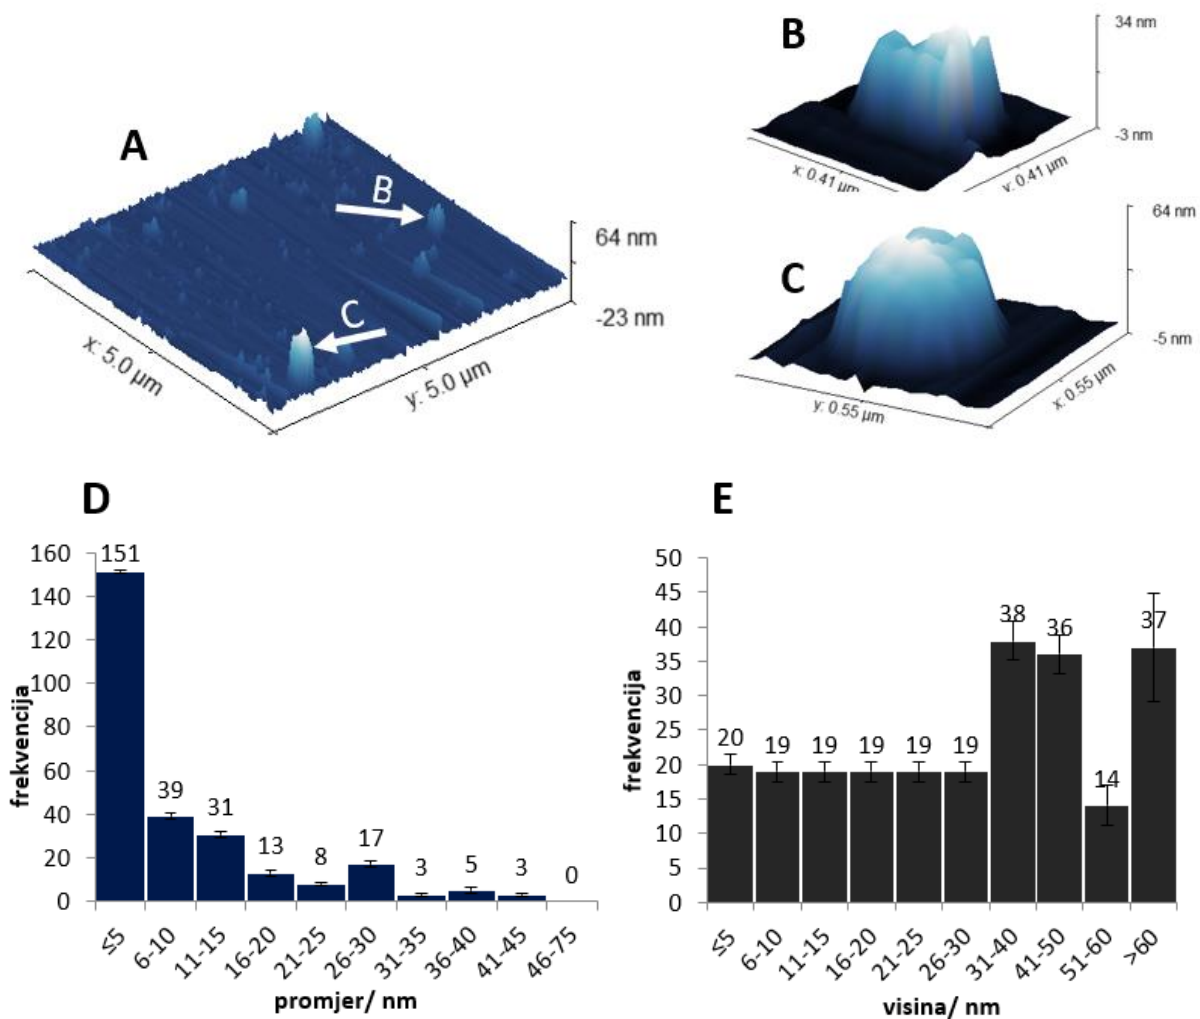 A
B
C
64 nm
-23 nm
x: 5.0 µm
y: 5.0 µm
B
34 nm
-3 nm
x: 0.41 µm
y: 0.41 µm
C
64 nm
-5 nm
y: 0.55 µm
x: 0.55 µm
D
frekvencija
160
140
120
100
80
60
40
20
0
151
39
31
13
8
17
3
5
3
0
≤5
6-10
11-15
16-20
21-25
26-30
31-35
36-40
41-45
46-75
promjer/ nm
E
frekvencija
50
45
40
35
30
25
20
15
10
5
0
20
19
19
19
19
19
38
36
14
37
≤5
6-10
11-15
16-20
21-25
26-30
31-40
41-50
51-60
>60
visina/ nm